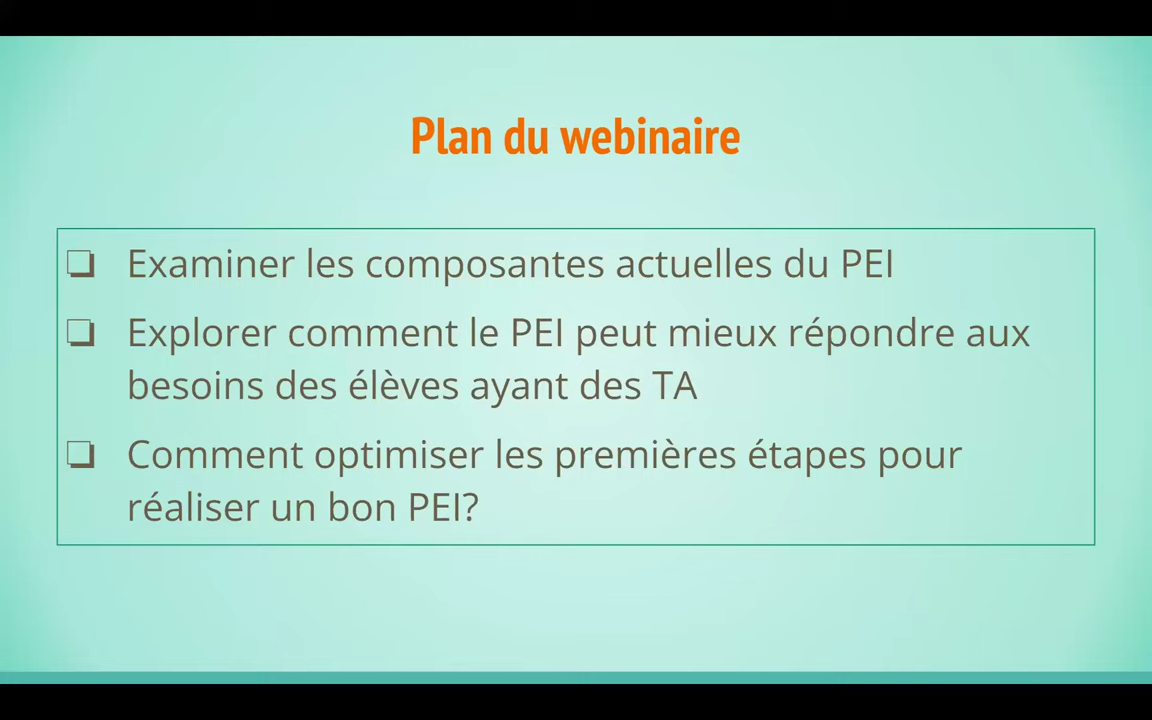 Plan du webinaire
❏ Examiner les composantes actuelles du PEI
❏ Explorer comment le PEI peut mieux répondre aux
besoins des élèves ayant des TA
❏ Comment optimiser les premières étapes pour
réaliser un bon PEI?